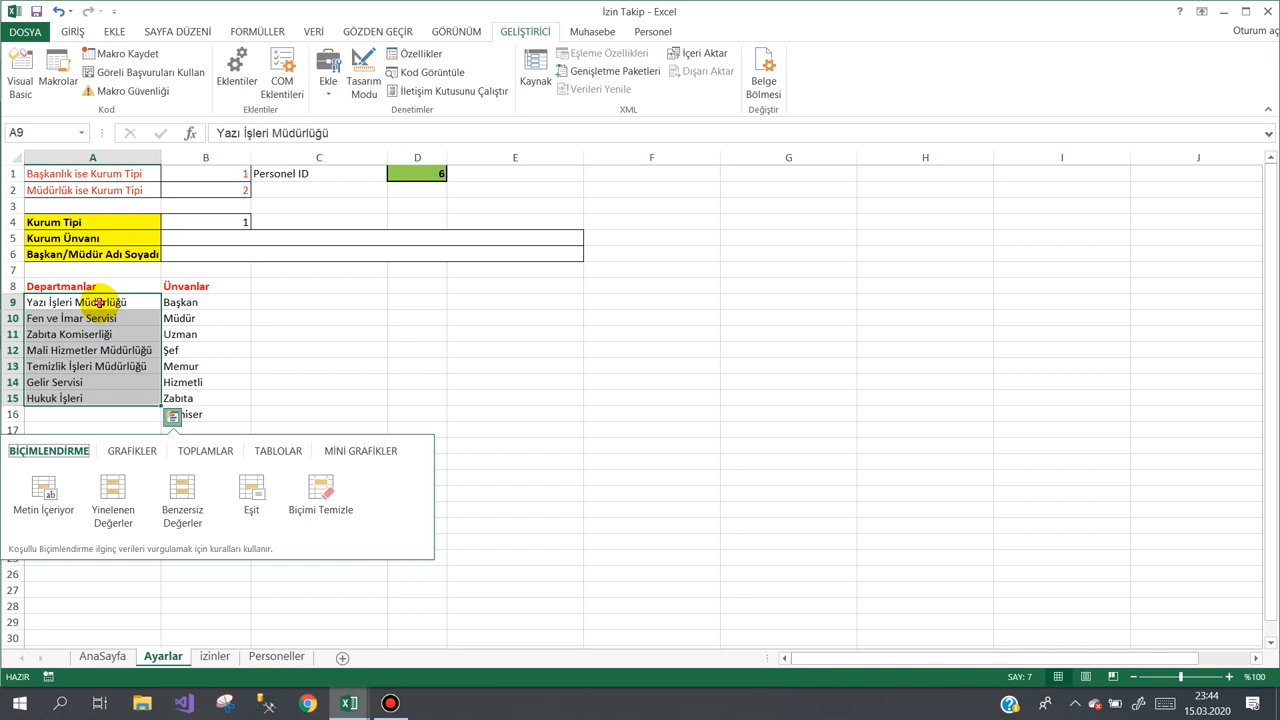 İzin Takip - Excel
DOSYA GİRİŞ EKLE SAYFA DÜZENİ FORMÜLLER VERİ GÖZDEN GEÇİR GÖRÜNÜM GELİŞTİRİCİ Muhasebe Personel Oturum aç
Visual Basic
Makrolar
Makro Kaydet
Göreli Başvuruları Kullan
Makro Güvenliği
Kod
Eklentiler
COM Eklentileri
Eklentiler
Ekle
Tasarım Modu
Özellikler
Kod Görüntüle
İletişim Kutusunu Çalıştır
Denetimler
Kaynak
Eşleme Özellikleri
Genişletme Paketleri
Verileri Yenile
İçeri Aktar
Dışarı Aktar
XML
Belge Bölmesi
Değiştir
A9 fx Yazı İşleri Müdürlüğü
A B C D E F G H I J
1 Başkanlık ise Kurum Tipi 1 Personel ID 6
2 Müdürlük ise Kurum Tipi 2
3
4 Kurum Tipi 1
5 Kurum Ünvanı
6 Başkan/Müdür Adı Soyadı
7
8 Departmanlar Ünvanlar
9 Yazı İşleri Müdürlüğü Başkan
10 Fen ve İmar Servisi Müdür
11 Zabıta Komiserliği Uzman
12 Mali Hizmetler Müdürlüğü Şef
13 Temizlik İşleri Müdürlüğü Memur
14 Gelir Servisi Hizmetli
15 Hukuk İşleri Zabıta
16 niser
17
BİÇİMLENDİRME GRAFİKLER TOPLAMLAR TABLOLAR MİNİ GRAFİKLER
Metin İçeriyor
Yinelenen Değerler
Benzersiz Değerler
Eşit
Biçimi Temizle
Koşullu Biçimlendirme ilginç verileri vurgulamak için kuralları kullanır.
26
27
28
29
30
AnaSayfa Ayarlar izinler Personeller
HAZIR SAY: 7 %100
23:44
15.03.2020